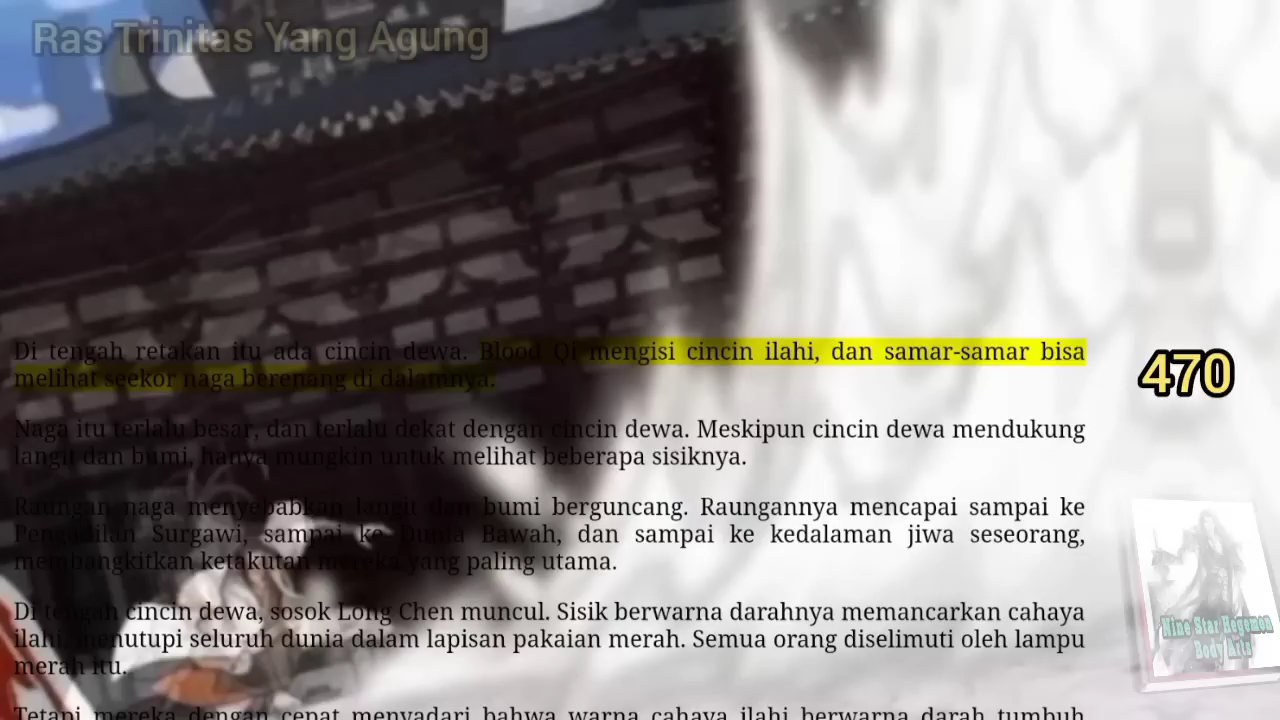 Ras Trinitas Yang Agung
Di tengah retakan itu ada cincin dewa. Blood Qi mengisi cincin ilahi, dan samar-samar bisa
melihat seekor naga berenang di dalamnya.
470
Naga itu terlalu besar, dan terlalu dekat dengan cincin dewa. Meskipun cincin dewa mendukung
langit dan bumi, hanya mungkin untuk melihat beberapa sisiknya.
Raungan naga menyebabkan langit dan bumi berguncang. Raungannya mencapai sampai ke
Pengadilan Surgawi, sampai ke Dunia Bawah, dan sampai ke kedalaman jiwa seseorang,
membangkitkan ketakutan mereka yang paling utama.
Di tengah cincin dewa, sosok Long Chen muncul. Sisik berwarna darahnya memancarkan cahaya
ilahi, menutupi seluruh dunia dalam lapisan pakaian merah. Semua orang diselimuti oleh lampu
merah itu.
Nine Star Hegemon
Body Arts
Tetapi mereka dengan cepat menyadari bahwa warna cahaya ilahi berwarna darah tumbuh